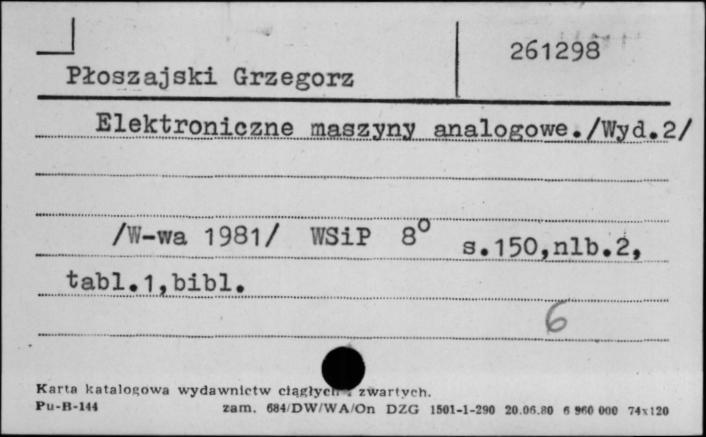 261298
Płoszajski Grzegorz
Elektroniczne maszyny analogowe./Wyd.2/
/W-wa 1981/ WSiP 8° s.150,nlb.2,
tabl.1,bibl.
6
Karta katalogowa wydawnictw ciągłych zwartych.
Pu-B-144 zam. 684/DW/WA/On DZG 1501-1-290 20.06.80 6 960 000 74x120